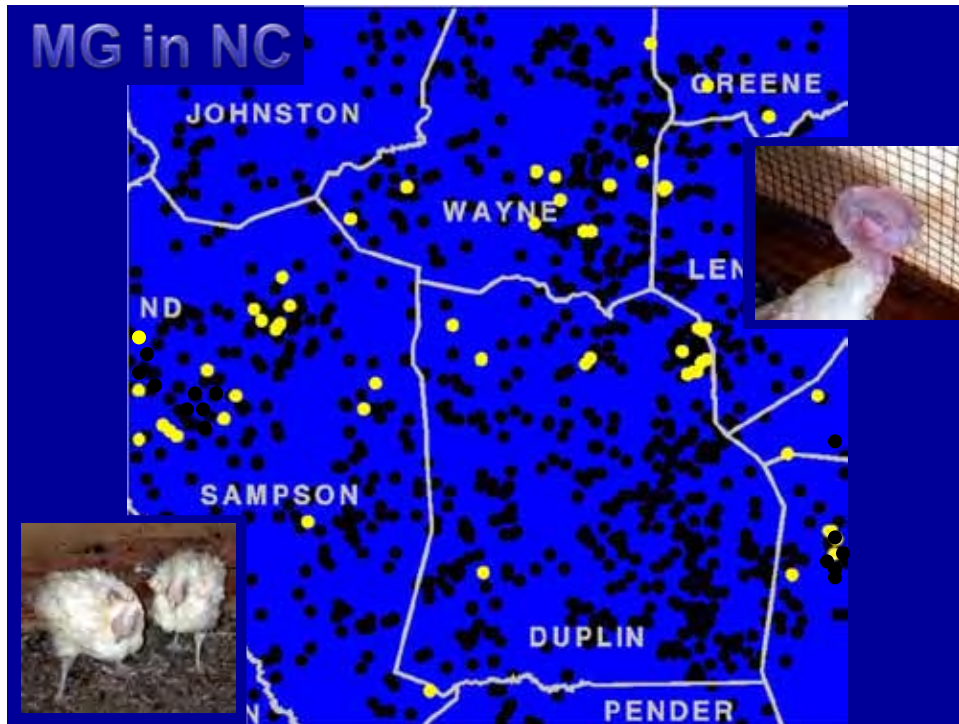 MG in NC
JOHNSTON
GREENE
WAYNE
LEN
ND
SAMPSON
DUPLIN
N
PENDER